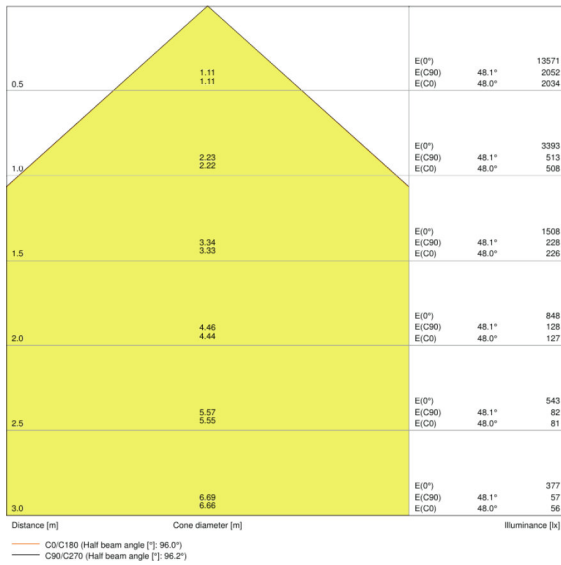 E(0°) 13571
1.11 E(C90) 48.1° 2052
0.5 1.11 E(C0) 48.0° 2034
E(0°) 3393
2.23 E(C90) 48.1° 513
1.0 2.22 E(C0) 48.0° 508
E(0°) 1508
3.34 E(C90) 48.1° 228
1.5 3.33 E(C0) 48.0° 226
E(0°) 848
4.46 E(C90) 48.1° 128
2.0 4.44 E(C0) 48.0° 127
E(0°) 543
5.57 E(C90) 48.1° 82
2.5 5.55 E(C0) 48.0° 81
E(0°) 377
6.69 E(C90) 48.1° 57
3.0 6.66 E(C0) 48.0° 56
Distance [m] Cone diameter [m] Illuminance [lx]
C0/C180 (Half beam angle [°]: 96.0°)
C90/C270 (Half beam angle [°]: 96.2°)